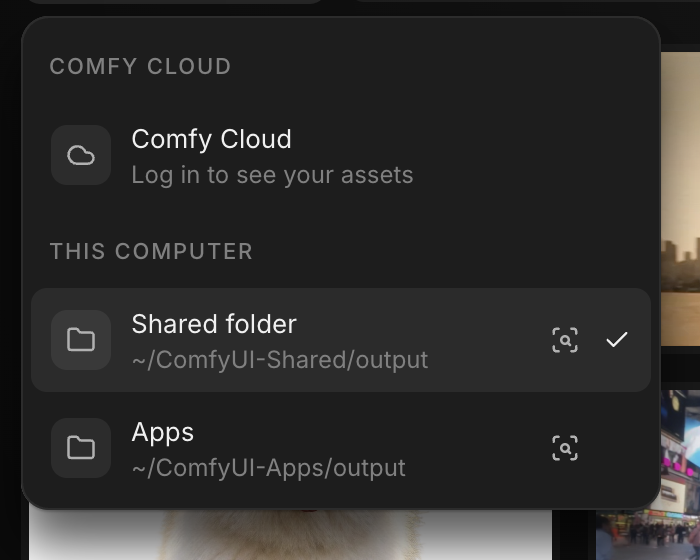 COMFY CLOUD
Comfy Cloud
Log in to see your assets
THIS COMPUTER
Shared folder
~/ComfyUI-Shared/output
Apps
~/ComfyUI-Apps/output